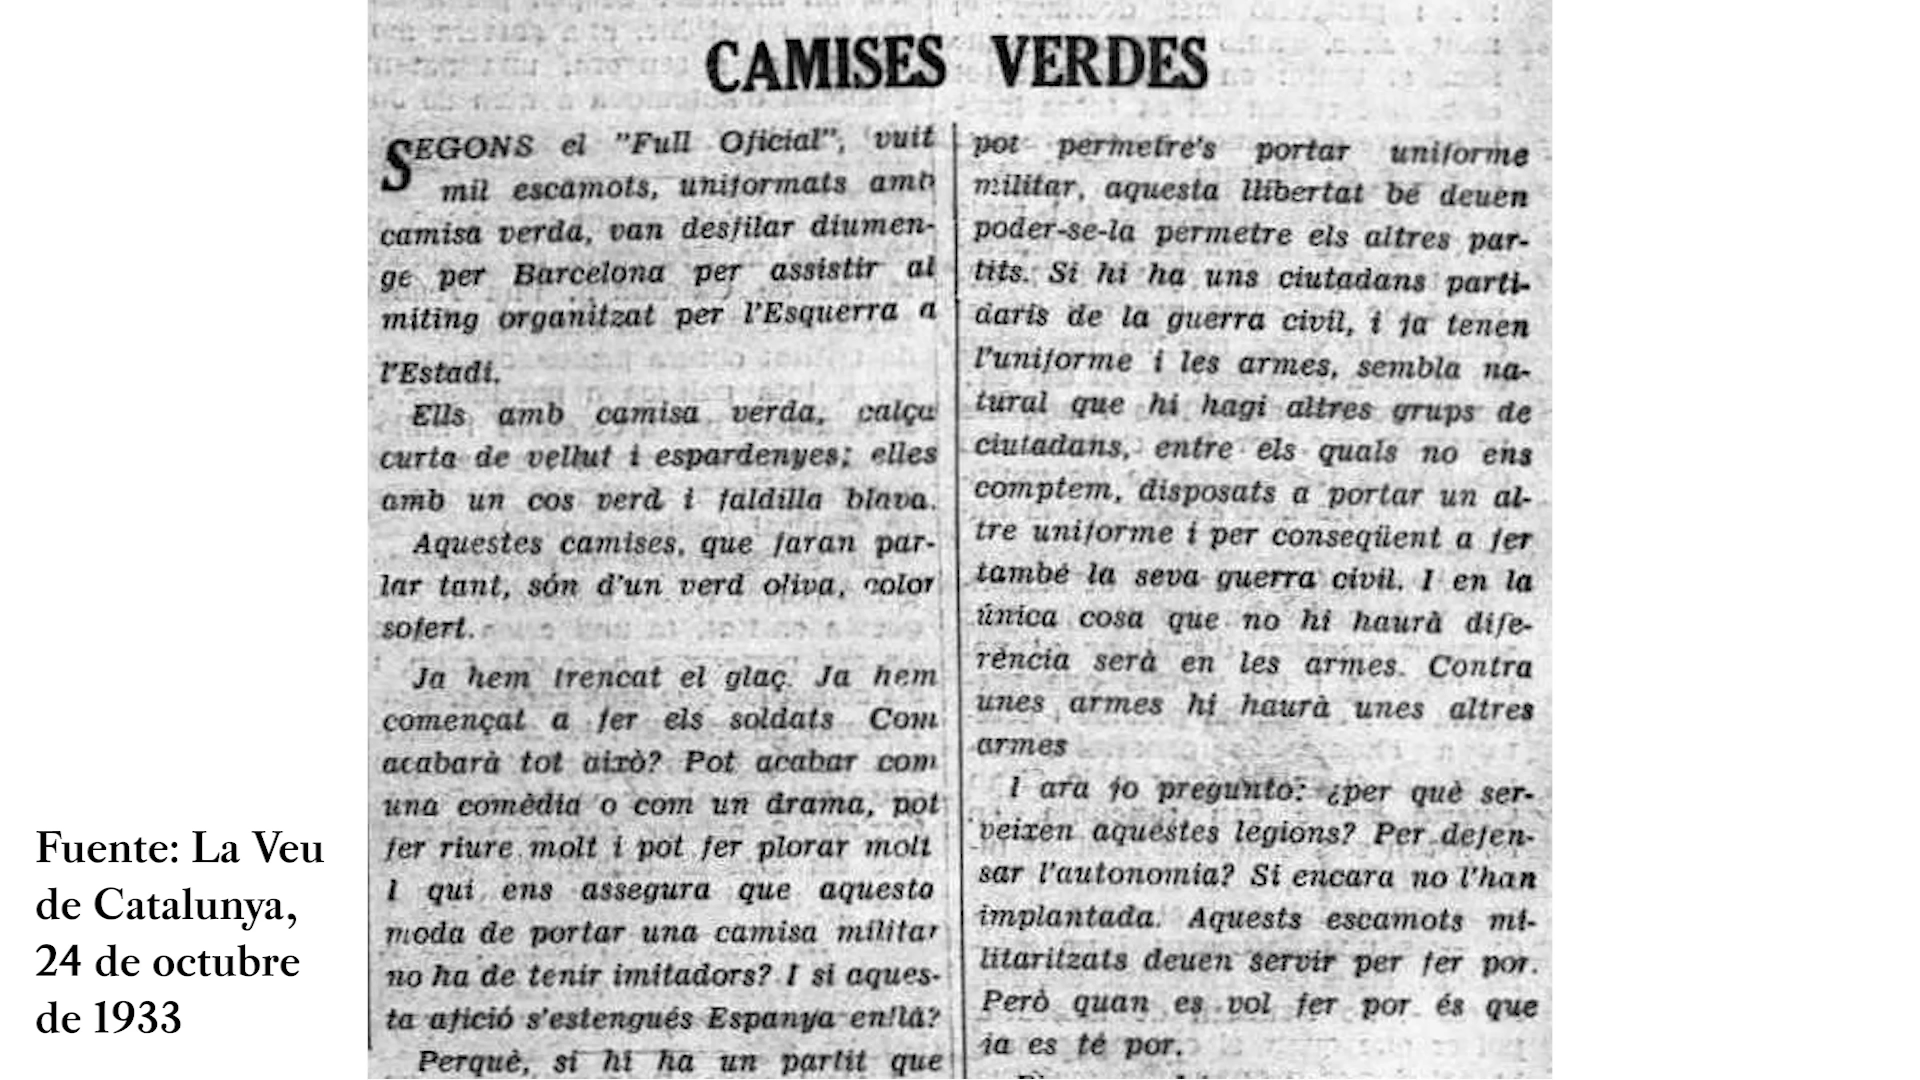 CAMISES VERDES
SEGONS el "Full Oficial", vuit
mil escamots, uniformats amb
camisa verda, van desfilar diumen-
ge per Barcelona per assistir al
míting organitzat per l'Esquerra a
l'Estadi.
Ells amb camisa verda, calça
curta de vellut i espardenyes; elles
amb un cos verd i faldilla blava.
Aquestes camises, que faran par-
lar tant, són d'un verd oliva, color
sofert.
Ja hem trencat el glaç. Ja hem
començat a fer els soldats Com
acabarà tot això? Pot acabar com
una comèdia o com un drama, pot
fer riure molt i pot fer plorar molt
I qui ens assegura que aquesta
moda de portar una camisa militar
no ha de tenir imitadors? I si aques-
ta afició s'estengués Espanya enllà?
Perquè, si hi ha un partit que
pot permetre's portar uniforme
militar, aquesta llibertat bé deuen
poder-se-la permetre els altres par-
tits. Si hi ha uns ciutadans parti-
daris de la guerra civil, i ja tenen
l'uniforme i les armes, sembla na-
tural que hi hagi altres grups de
ciutadans, entre els quals no ens
comptem, disposats a portar un al-
tre uniforme i per conseqüent a fer
també la seva guerra civil. I en la
única cosa que no hi haurà dife-
rència serà en les armes. Contra
unes armes hi haurà unes altres
armes
I ara jo pregunto: ¿per què ser-
veixen aquestes legions? Per defen-
sar l'autonomia? Si encara no l'han
implantada. Aquests escamots mi-
litaritzats deuen servir per fer por.
Però quan es vol fer por és que
ja es té por.
Fuente: La Veu
de Catalunya,
24 de octubre
de 1933